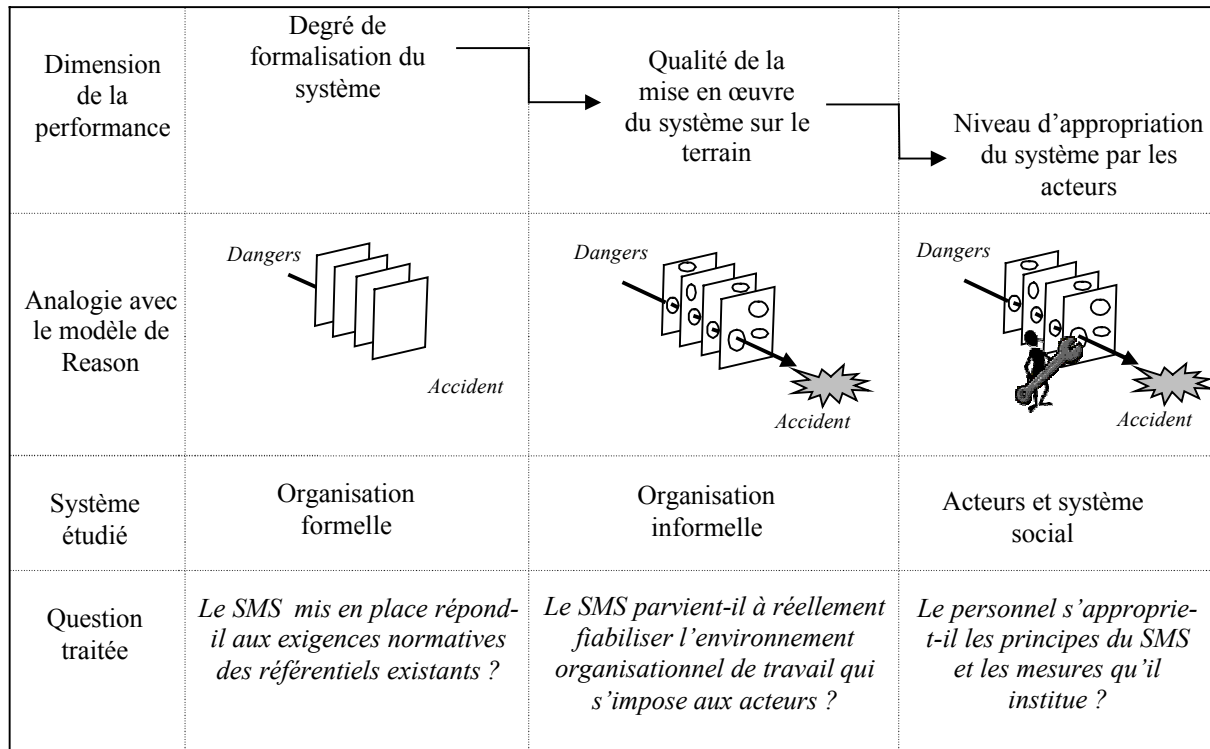 Dimension
de la
performance
Degré de
formalisation du
système
Qualité de la
mise en œuvre
du système sur le
terrain
Niveau d’appropriation
du système par les
acteurs
Analogie avec
le modèle de
Reason
Dangers
Accident
Dangers
Accident
Dangers
Accident
Système
étudié
Organisation
formelle
Organisation
informelle
Acteurs et système
social
Question
traitée
Le SMS mis en place répond-
il aux exigences normatives
des référentiels existants ?
Le SMS parvient-il à réellement
fiabiliser l’environnement
organisationnel de travail qui
s’impose aux acteurs ?
Le personnel s’approprie-
t-il les principes du SMS
et les mesures qu’il
institue ?